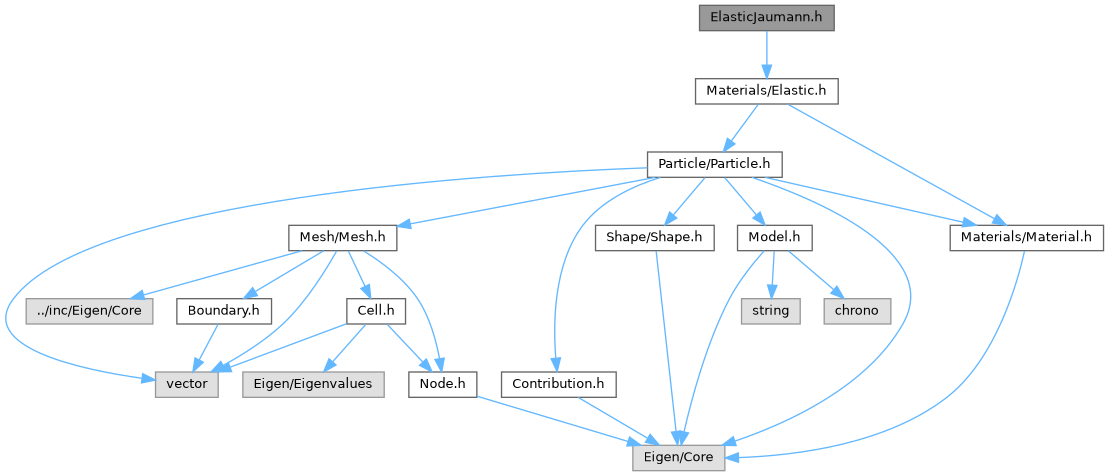 ElasticJaumann.h
Materials/Elastic.h
Particle/Particle.h
Mesh/Mesh.h
Shape/Shape.h
Model.h
Materials/Material.h
../inc/Eigen/Core
Boundary.h
Cell.h
string
chrono
vector
Eigen/Eigenvalues
Node.h
Contribution.h
Eigen/Core